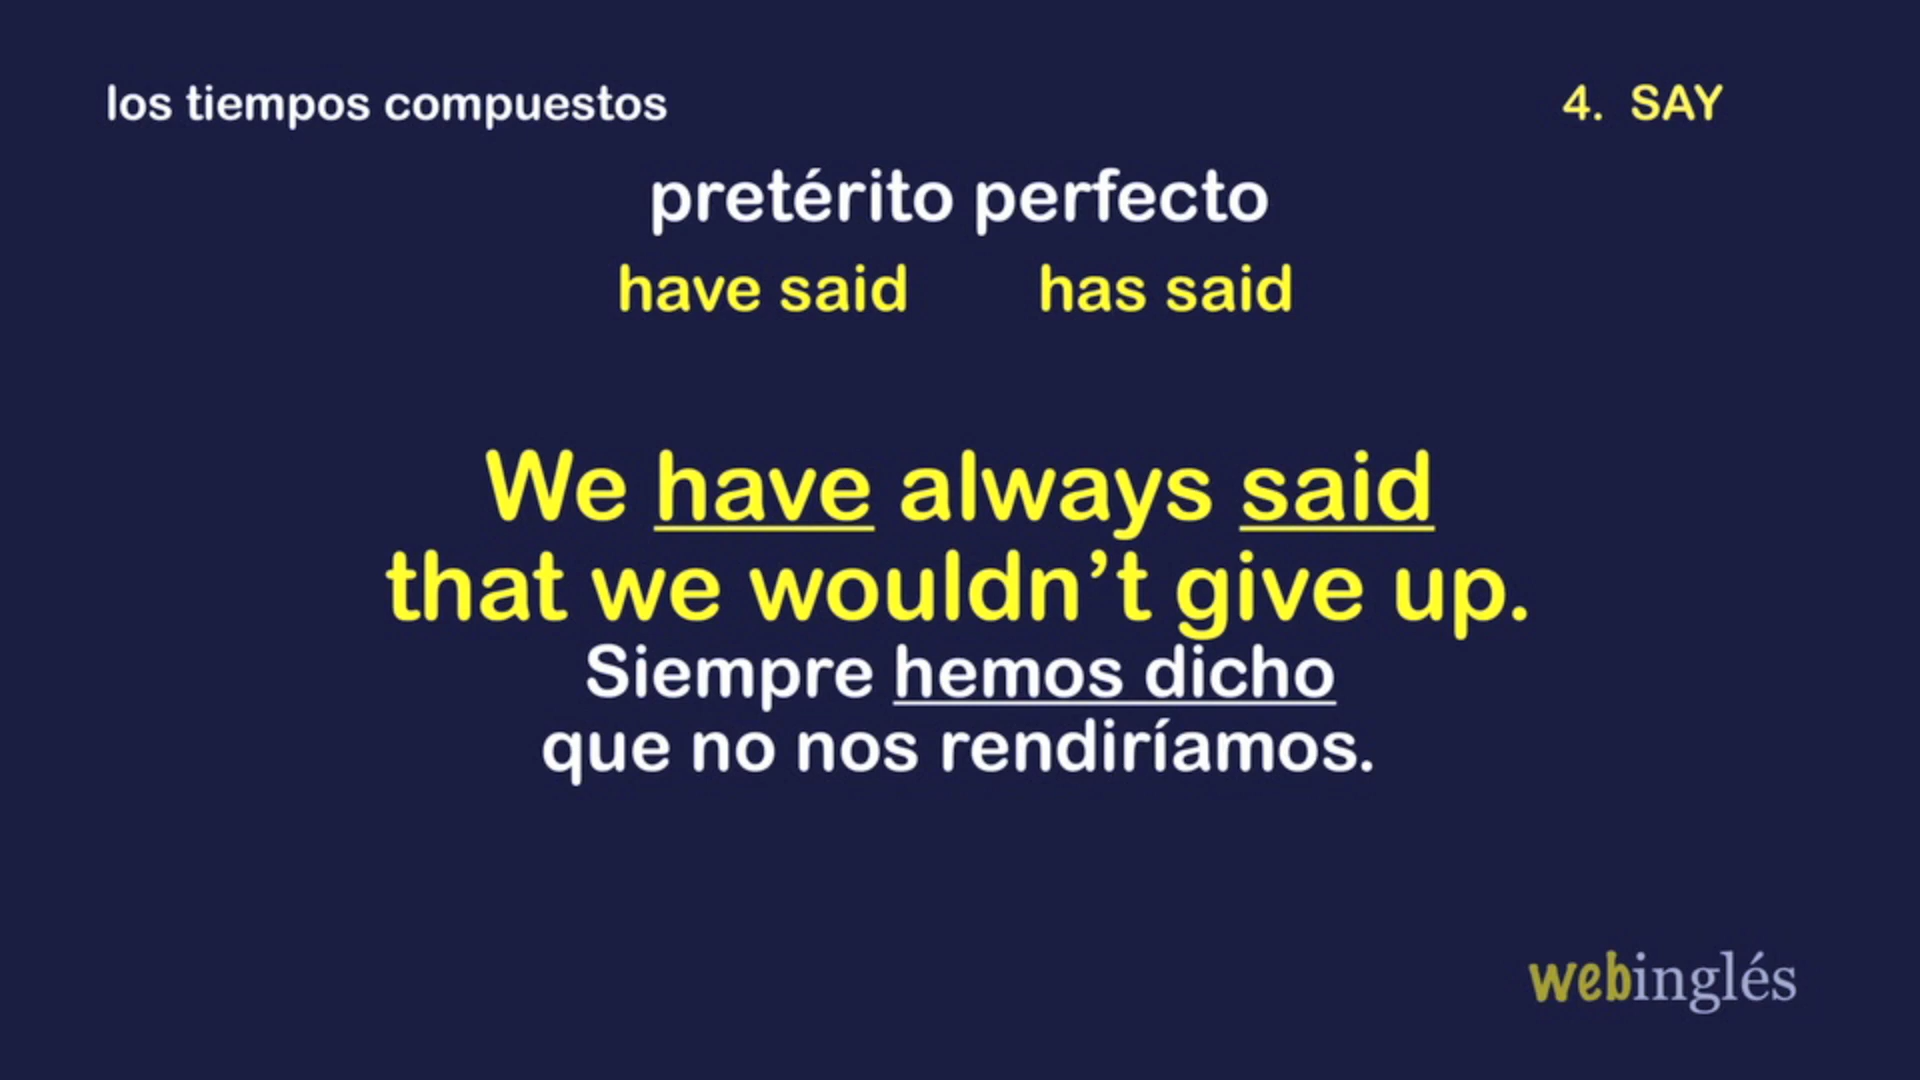 los tiempos compuestos
4. SAY
pretérito perfecto
have said has said
We have always said
that we wouldn’t give up.
Siempre hemos dicho
que no nos rendiríamos.
webinglés